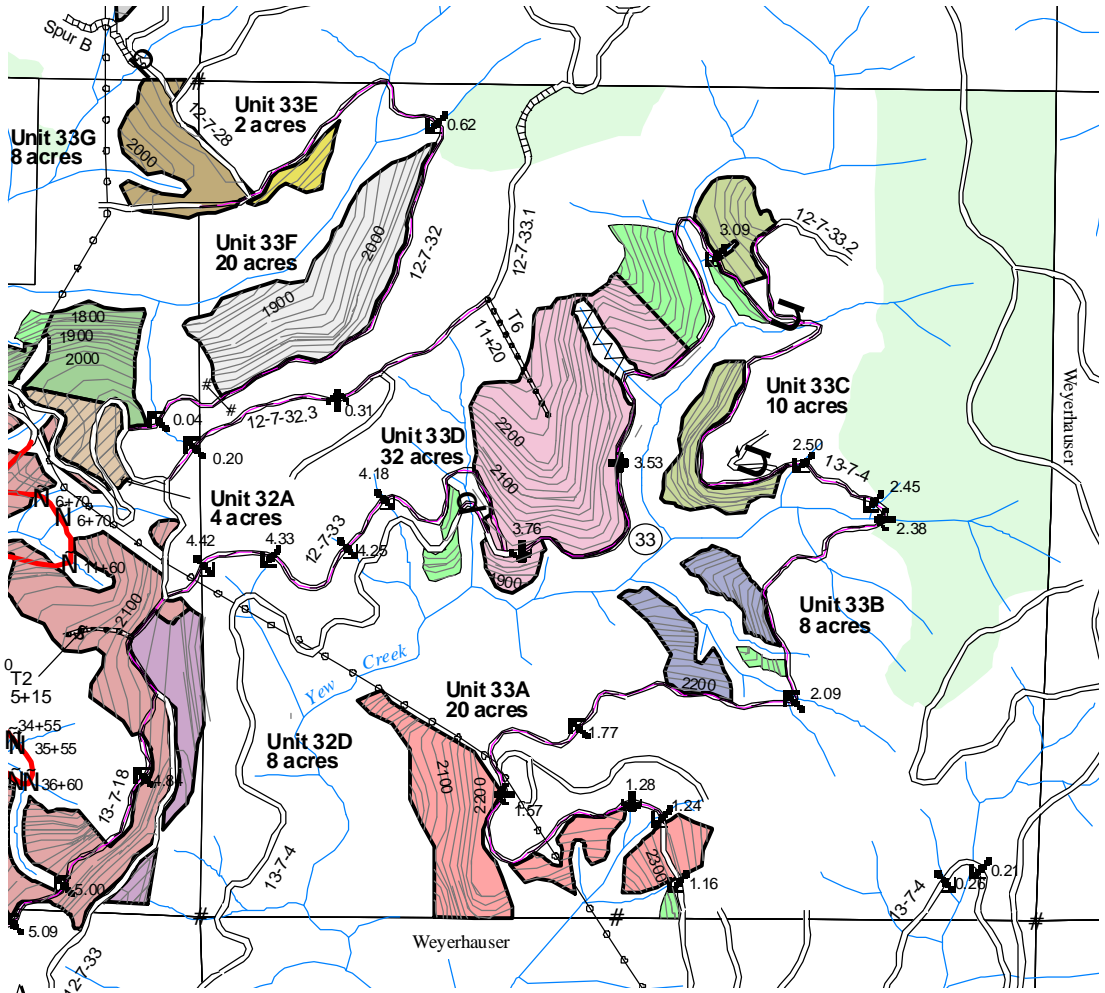 Spur B
12-7-28
Unit 33E
2 acres
0.62
Unit 33G
8 acres
2000
Unit 33F
20 acres
2000
12-7-32
12-7-33.1
3.09
12-7-33.2
1900
1800
1900
2000
T6
11+20
Weyerhauser
0.04
12-7-32.3
0.31
0.20
Unit 33C
10 acres
2200
Unit 33D
32 acres
2100
2.50
13-7-4
2.45
2.38
3.53
4.18
6+70
6+70
Unit 32A
4 acres
4.42
4.33
12-7-33
4.25
3.76
33
1900
11+60
2100
Unit 33B
8 acres
Yew Creek
2200
2.09
0
T2
5+15
Unit 33A
20 acres
1.77
34+55
35+55
36+60
Unit 32D
8 acres
2100
2200
1.57
1.28
1.24
4.84
13-7-18
2300
1.16
13-7-4
5.00
5.09
13-7-4
0.26
0.21
Weyerhauser
12-7-33